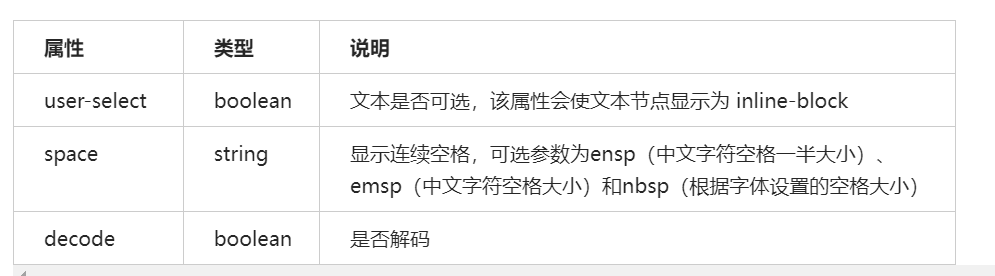 属性 类型 说明
user-select boolean 文本是否可选，该属性会使文本节点显示为 inline-block
space string 显示连续空格，可选参数为ensp（中文字符空格一半大小）、
emsp（中文字符空格大小）和nbsp（根据字体设置的空格大小）
decode boolean 是否解码